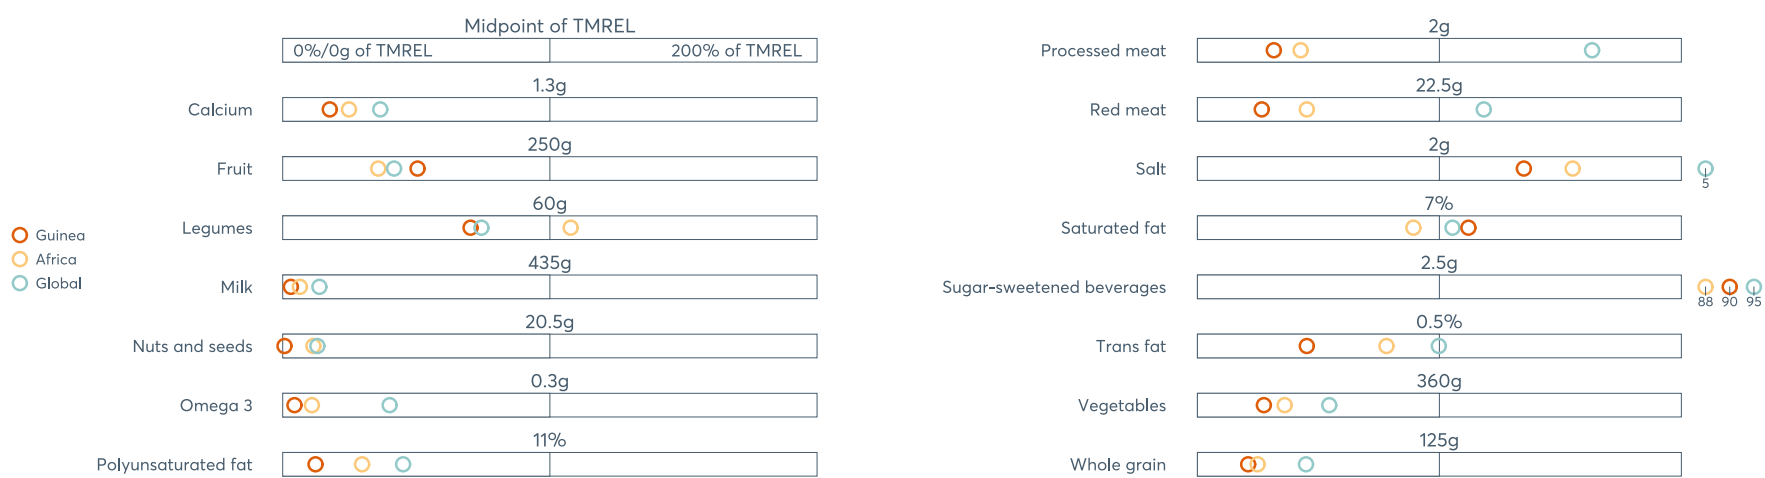 Midpoint of TMREL
0%/0g of TMREL 200% of TMREL
1.3g
Calcium
250g
Fruit
60g
Legumes
435g
Milk
20.5g
Nuts and seeds
0.3g
Omega 3
11%
Polyunsaturated fat
Guinea
Africa
Global
2g
Processed meat
22.5g
Red meat
2g
Salt
5
7%
Saturated fat
2.5g
Sugar-sweetened beverages
88 90 95
0.5%
Trans fat
360g
Vegetables
125g
Whole grain